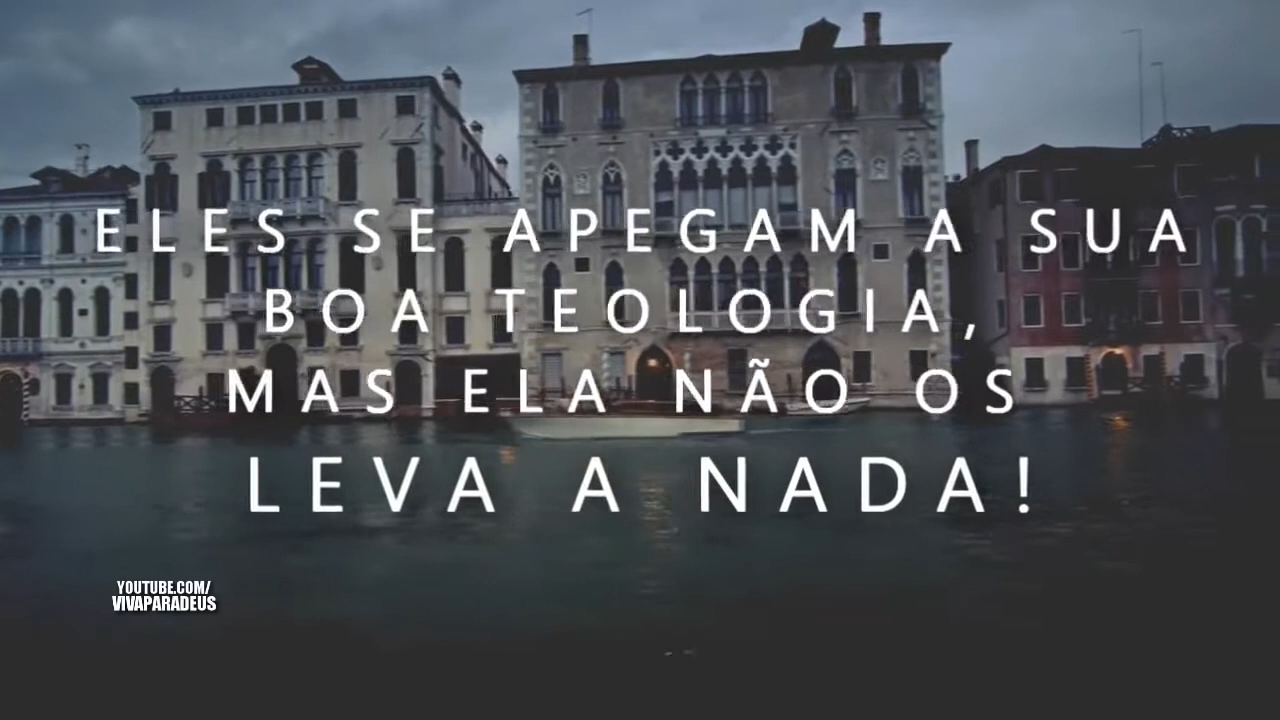 ELES SE APEGAM A SUA
BOA TEOLOGIA,
MAS ELA NÃO OS
LEVA A NADA!
YOUTUBE.COM/
VIVAPARADEUS